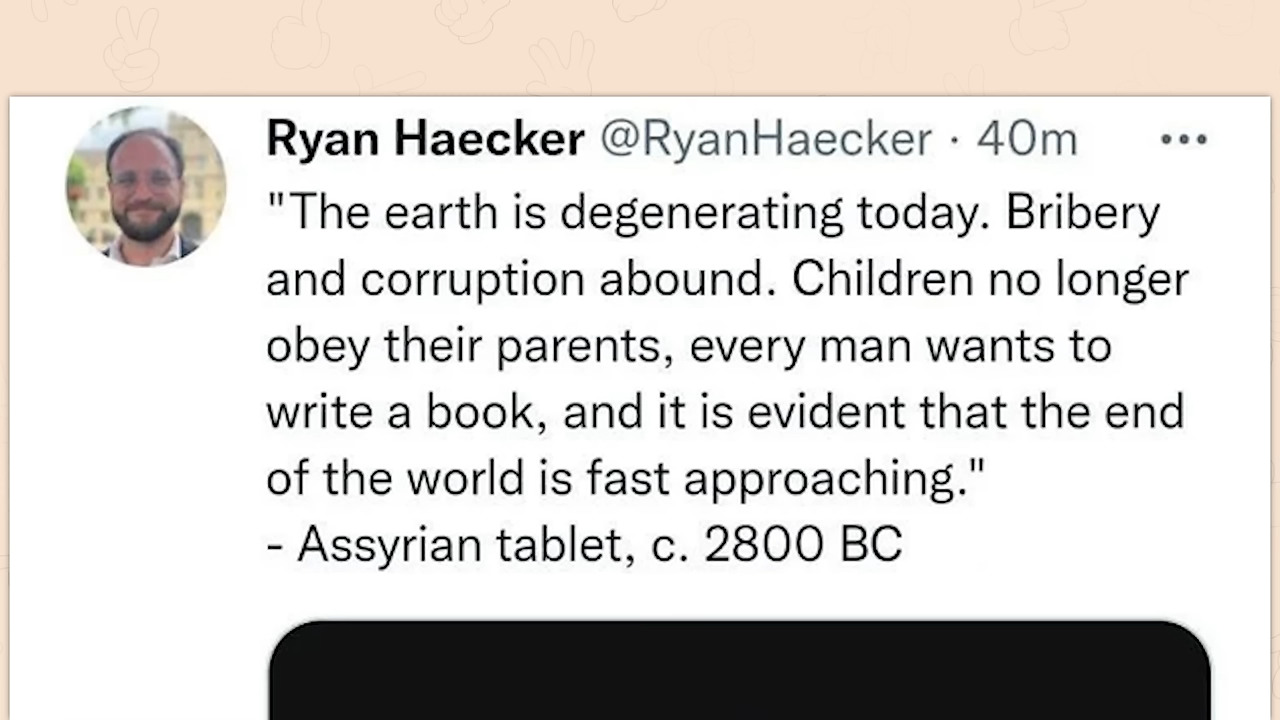 Ryan Haecker @RyanHaecker · 40m ...
"The earth is degenerating today. Bribery
and corruption abound. Children no longer
obey their parents, every man wants to
write a book, and it is evident that the end
of the world is fast approaching."
- Assyrian tablet, c. 2800 BC